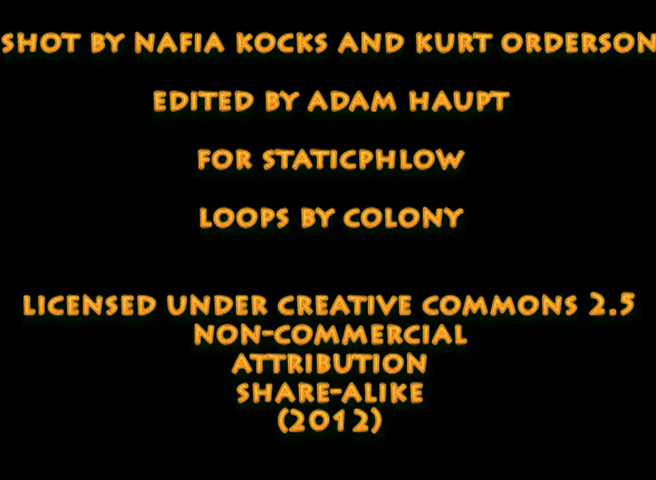 SHOT BY NAFIA KOCKS AND KURT ORDERSON
EDITED BY ADAM HAUPT
FOR STATICPHLOW
LOOPS BY COLONY
LICENSED UNDER CREATIVE COMMONS 2.5
NON-COMMERCIAL
ATTRIBUTION
SHARE-ALIKE
(2012)